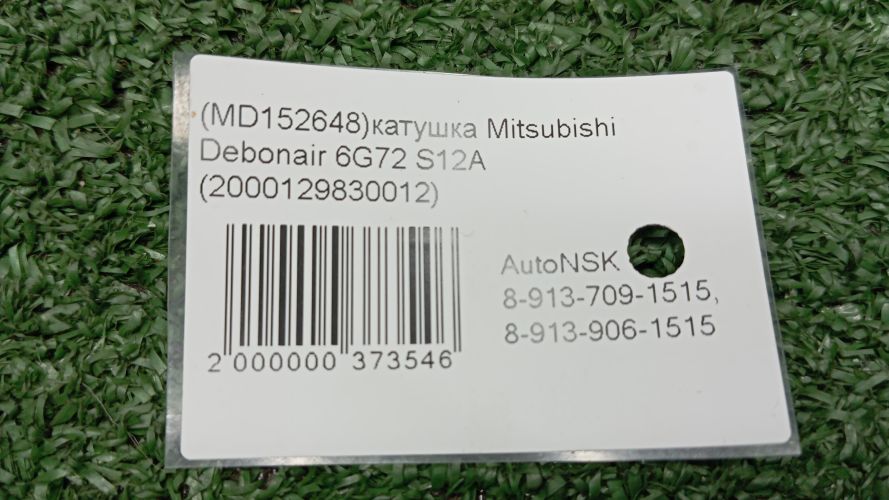 (MD152648)катушка Mitsubishi
Debonair 6G72 S12A
(2000129830012)
AutoNSK
8-913-709-1515,
8-913-906-1515
2 000000 373546